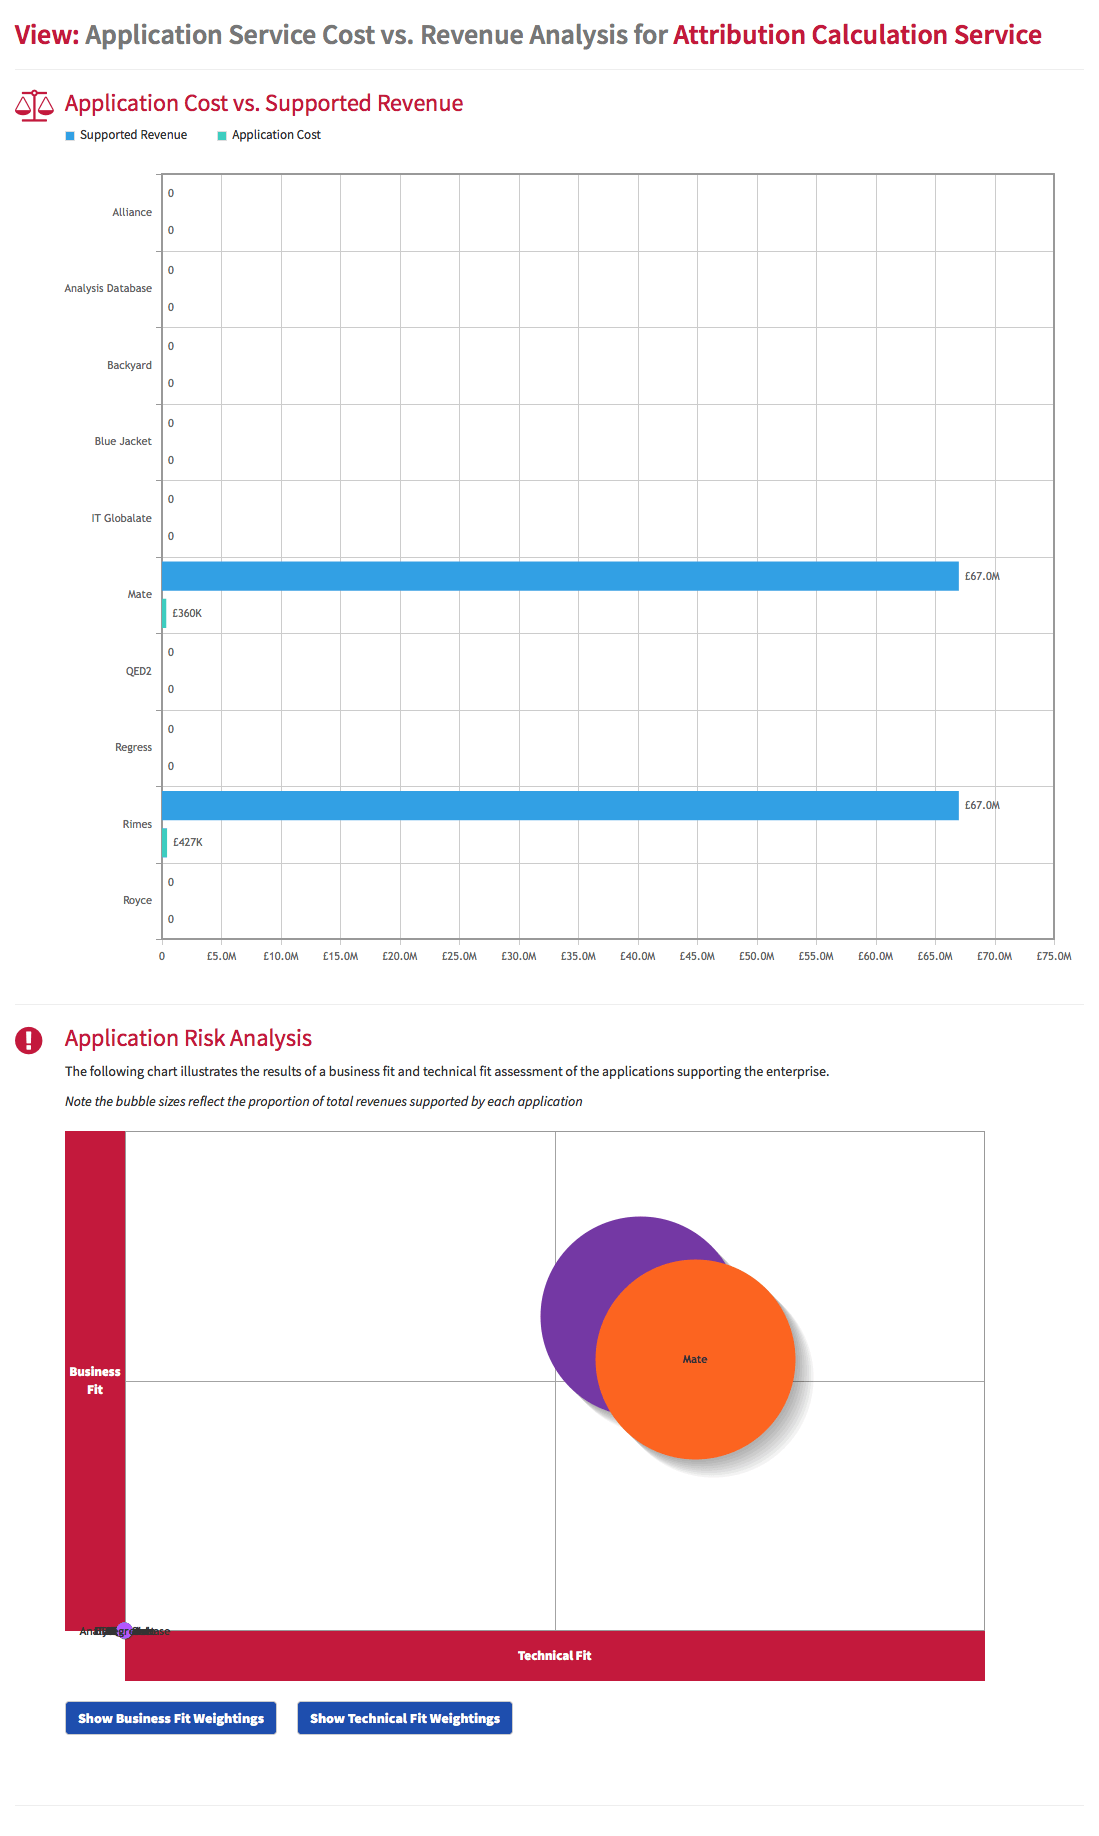 View: Application Service Cost vs. Revenue Analysis for Attribution Calculation Service
Application Cost vs. Supported Revenue
Supported Revenue
Application Cost
Alliance
0
0
Analysis Database
0
0
Backyard
0
0
Blue Jacket
0
0
IT Globalate
0
0
Mate
£67.0M
£360K
QED2
0
0
Regress
0
0
Rimes
£67.0M
£427K
Royce
0
0
0 £5.0M £10.0M £15.0M £20.0M £25.0M £30.0M £35.0M £40.0M £45.0M £50.0M £55.0M £60.0M £65.0M £70.0M £75.0M
Application Risk Analysis
The following chart illustrates the results of a business fit and technical fit assessment of the applications supporting the enterprise.
Note the bubble sizes reflect the proportion of total revenues supported by each application
Mate
Business
Fit
Technical Fit
Show Business Fit Weightings
Show Technical Fit Weightings